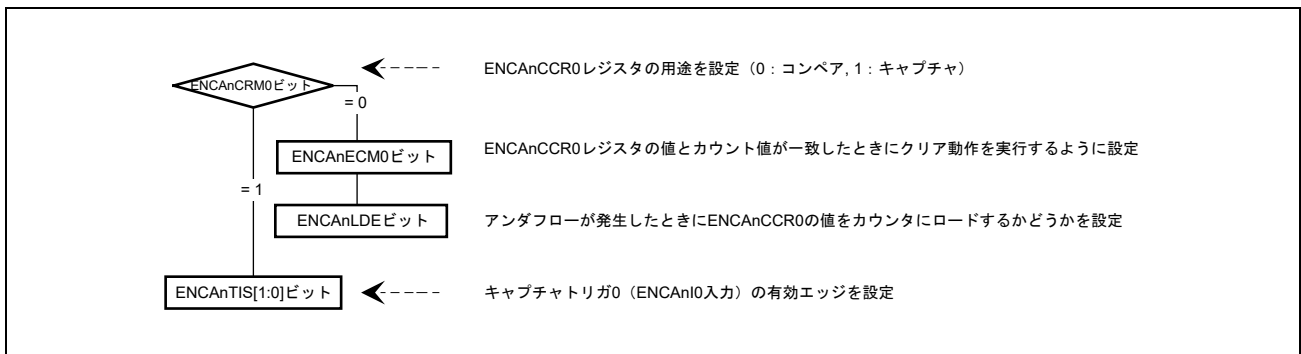 ENCAnCRM0ビット
ENCAnCCR0レジスタの用途を設定（0：コンペア, 1：キャプチャ）
= 0
ENCAnECM0ビット
ENCAnCCR0レジスタの値とカウント値が一致したときにクリア動作を実行するように設定
= 1
ENCAnLDEビット
アンダフローが発生したときにENCAnCCR0の値をカウンタにロードするかどうかを設定
ENCAnTIS[1:0]ビット
キャプチャトリガ0（ENCAnI0入力）の有効エッジを設定